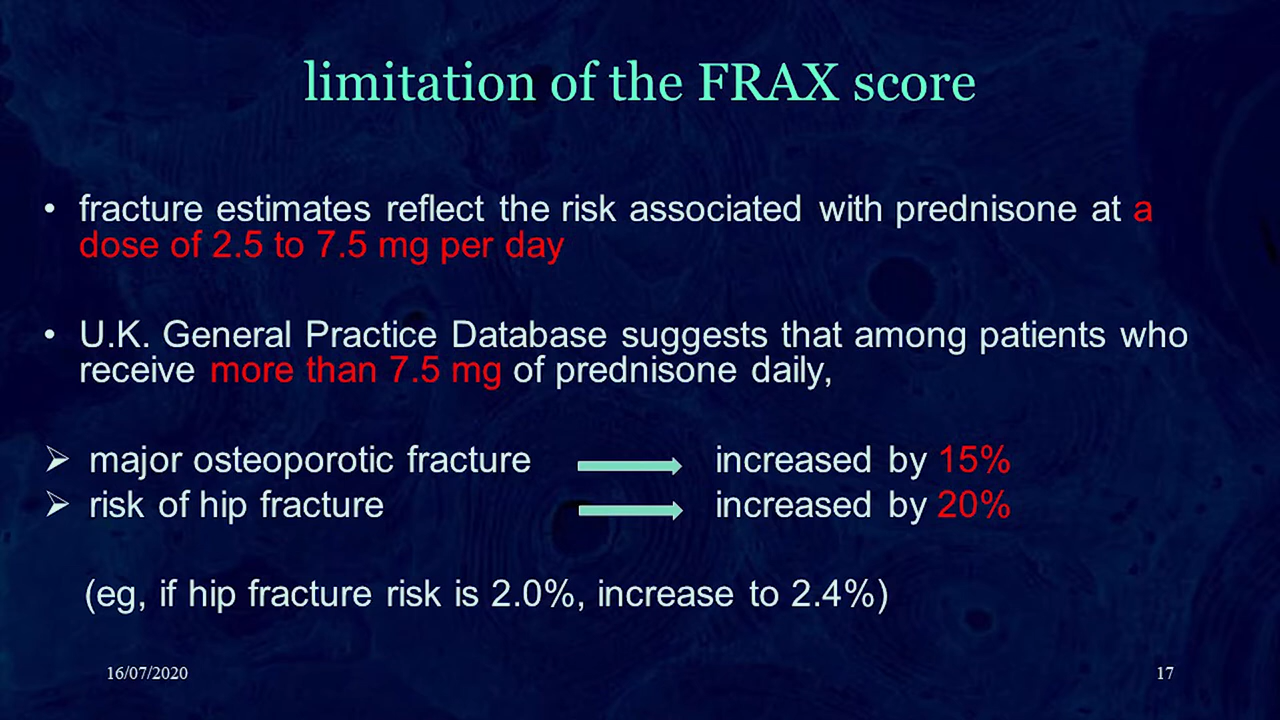 limitation of the FRAX score
• fracture estimates reflect the risk associated with prednisone at a
dose of 2.5 to 7.5 mg per day
• U.K. General Practice Database suggests that among patients who
receive more than 7.5 mg of prednisone daily,
➢ major osteoporotic fracture increased by 15%
➢ risk of hip fracture increased by 20%
(eg, if hip fracture risk is 2.0%, increase to 2.4%)
16/07/2020 17